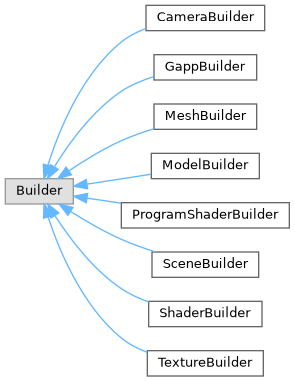 CameraBuilder
GappBuilder
MeshBuilder
ModelBuilder
Builder
ProgramShaderBuilder
SceneBuilder
ShaderBuilder
TextureBuilder